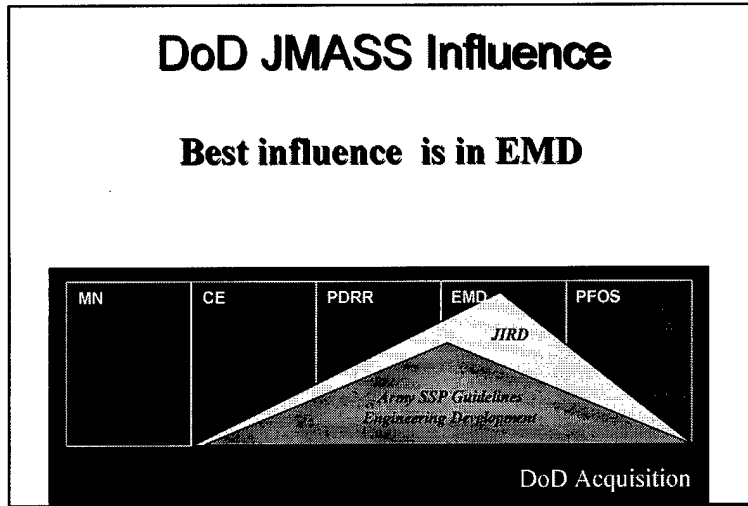 DoD JMASS Influence
Best influence is in EMD
MN CE PDRR EMD PFOS
JIRD
Army SSP Guidelines
Engineering Development
DoD Acquisition